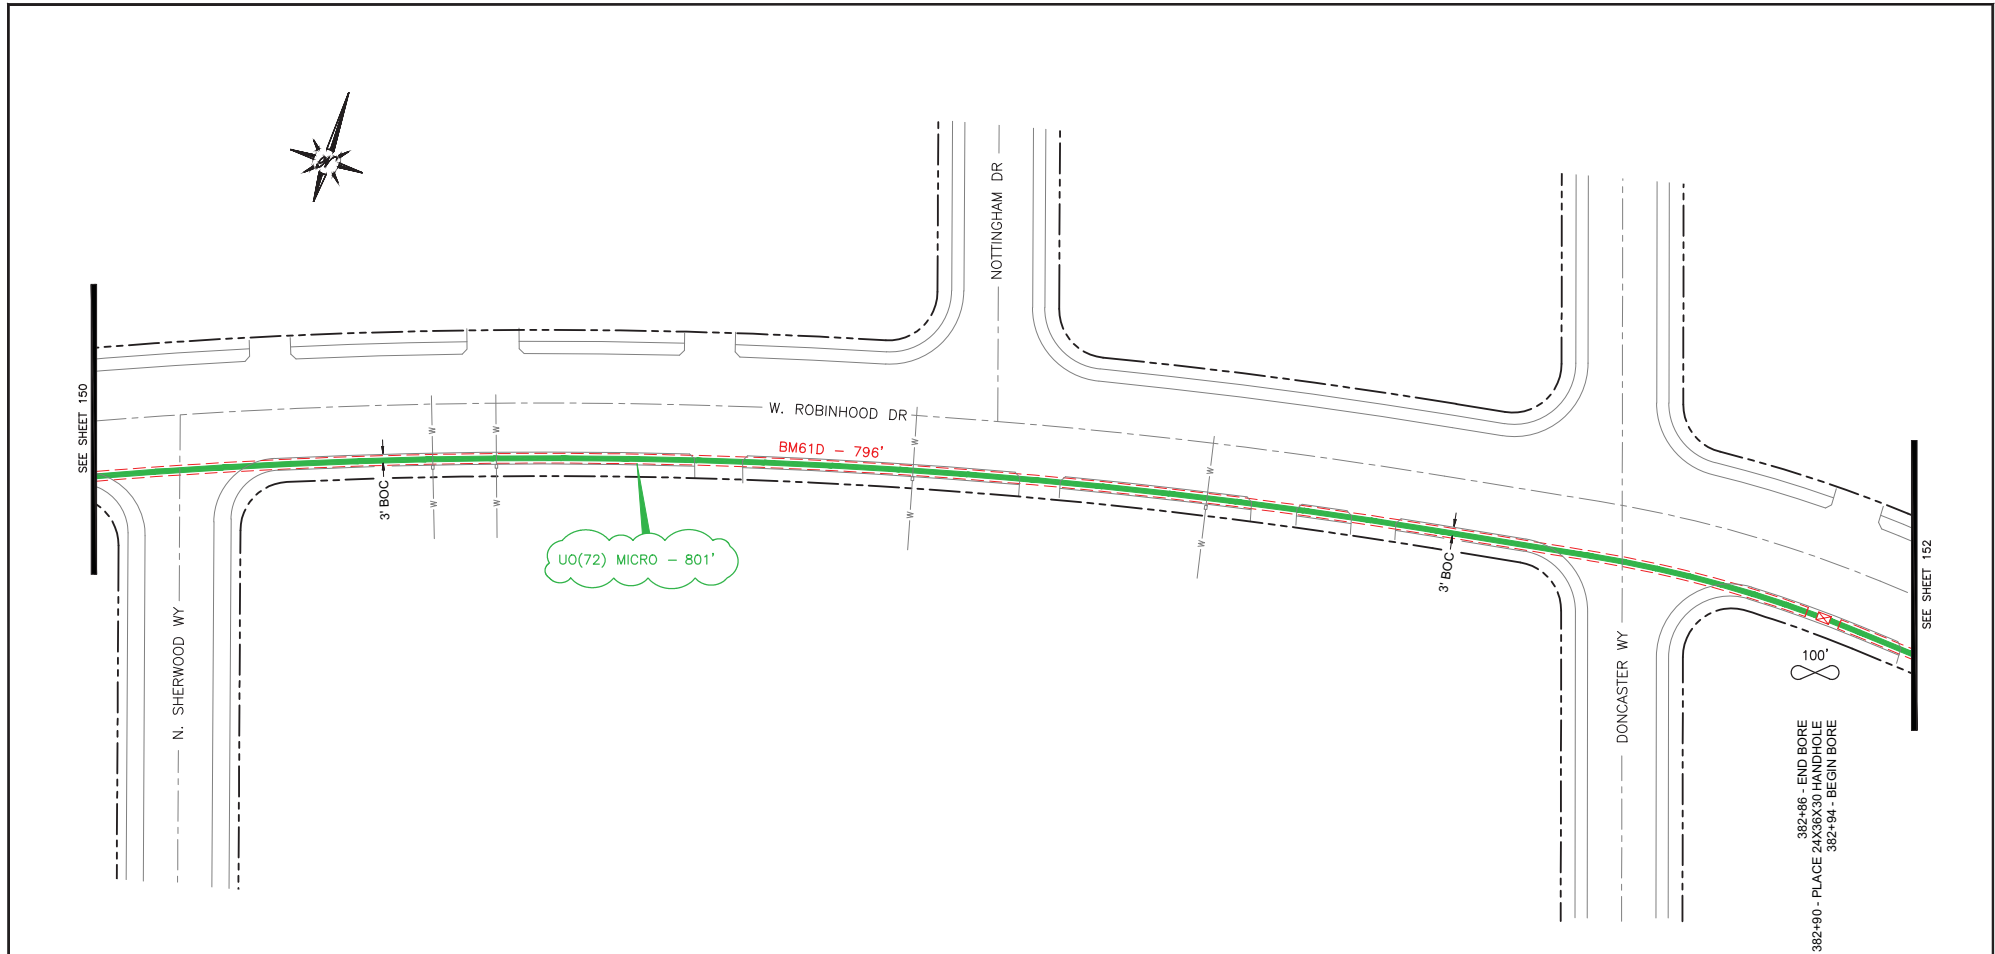 NOTTINGHAM DR
SEE SHEET 150
W. ROBINHOOD DR
BM61D - 796'
3' BOC
W
W
W
W
W
W
W
W
UO(72) MICRO - 801'
3' BOC
SEE SHEET 152
N. SHERWOOD WY
DONCASTER WY
100'
382+86 - END BORE
382+90 - PLACE 24X36X30 HANDHOLE
382+94 - BEGIN BORE